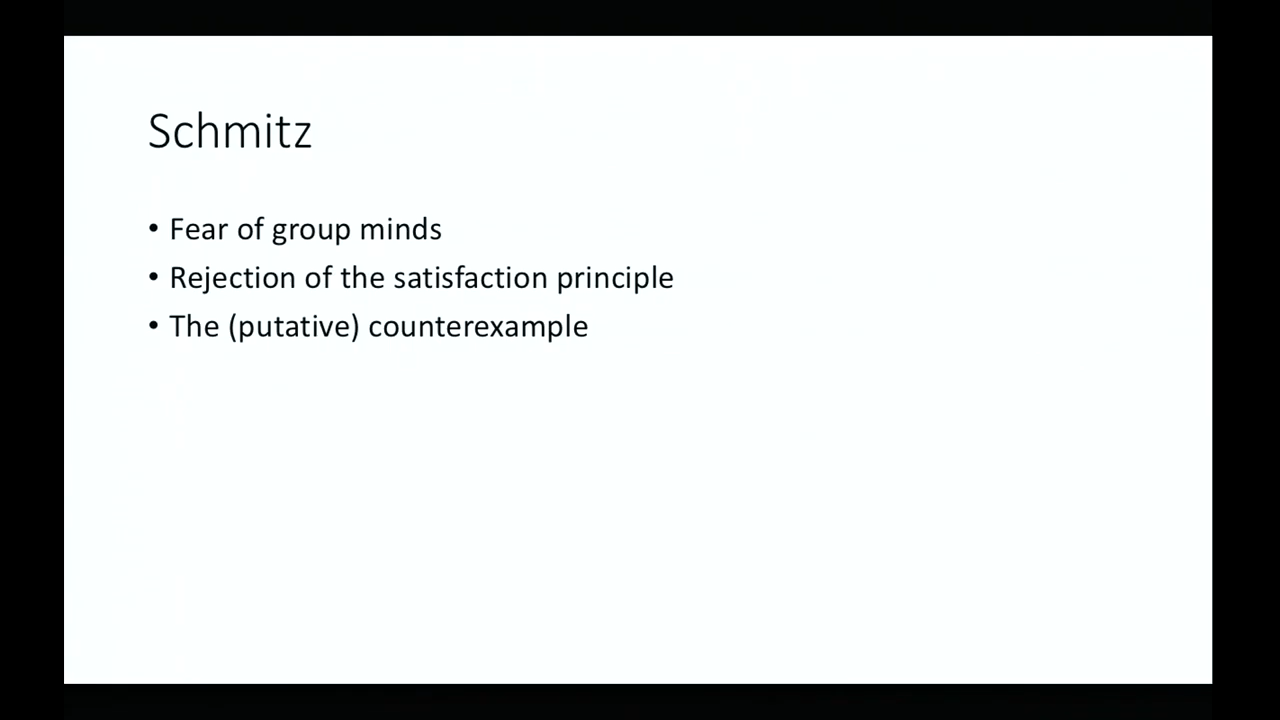 Schmitz
• Fear of group minds
• Rejection of the satisfaction principle
• The (putative) counterexample